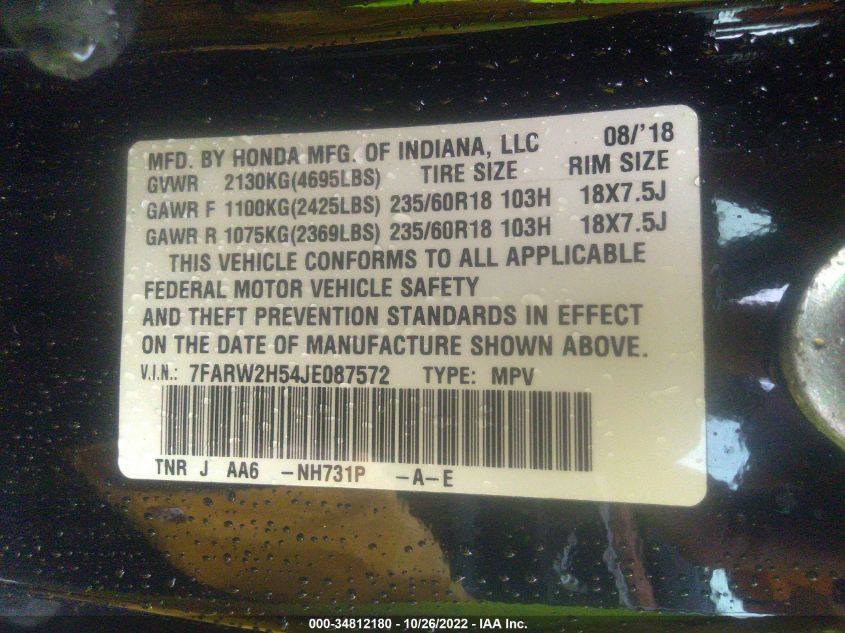 MFD. BY HONDA MFG. OF INDIANA, LLC 08/'18
GVWR 2130KG(4695LBS) TIRE SIZE RIM SIZE
GAWR F 1100KG(2425LBS) 235/60R18 103H 18X7.5J
GAWR R 1075KG(2369LBS) 235/60R18 103H 18X7.5J
THIS VEHICLE CONFORMS TO ALL APPLICABLE
FEDERAL MOTOR VEHICLE SAFETY
AND THEFT PREVENTION STANDARDS IN EFFECT
ON THE DATE OF MANUFACTURE SHOWN ABOVE.
V.I.N.: 7FARW2H54JE087572 TYPE: MPV
TNR J AA6 -NH731P -A-E
000-34812180 - 10/26/2022 - IAA Inc.